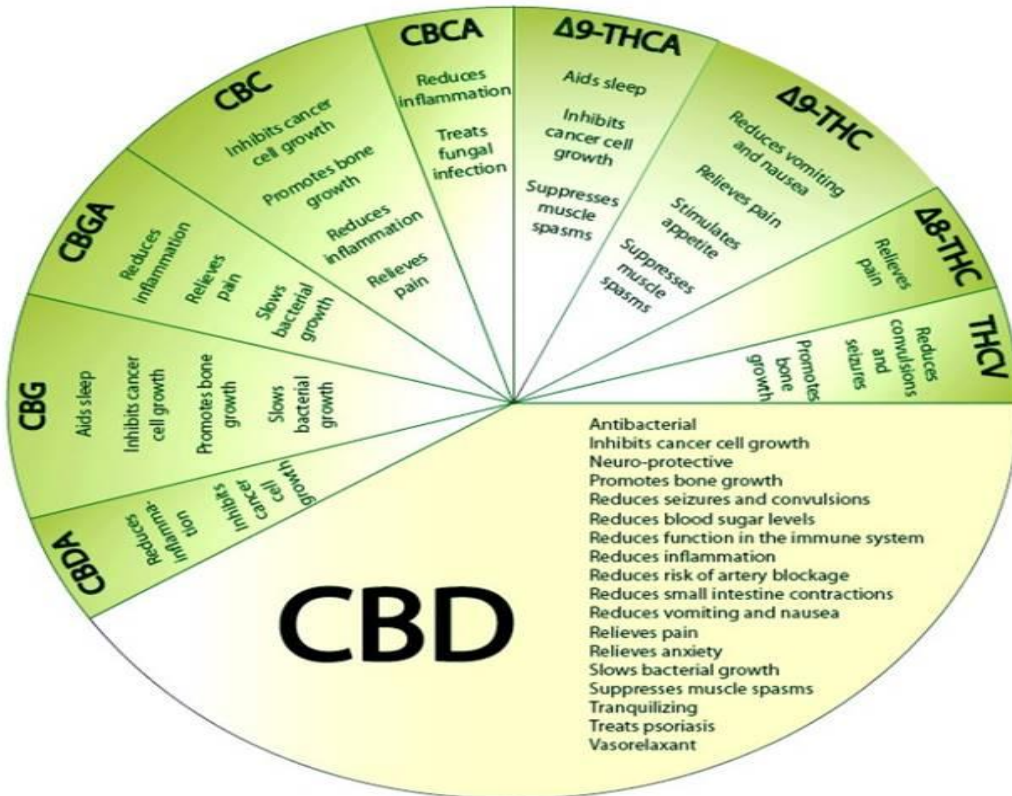 CBCA
Reduces
inflammation
Treats
fungal
infection
Δ9-THCA
Aids sleep
Inhibits
cancer cell
growth
Suppresses
muscle
spasms
Δ9-THC
Reduces vomiting
and nausea
Relieves pain
Stimulates
appetite
Suppresses
muscle
spasms
Δ8-THC
Relieves
pain
THCV
Reduces
convulsions
and
seizures
Promotes
bone
growth
CBD
Antibacterial
Inhibits cancer cell growth
Neuro-protective
Promotes bone growth
Reduces seizures and convulsions
Reduces blood sugar levels
Reduces function in the immune system
Reduces inflammation
Reduces risk of artery blockage
Reduces small intestine contractions
Reduces vomiting and nausea
Relieves pain
Relieves anxiety
Slows bacterial growth
Suppresses muscle spasms
Tranquilizing
Treats psoriasis
Vasorelaxant
CBDA
Reduces
inflamma-
tion
Inhibits
cancer
cell
growth
CBG
Aids sleep
Inhibits cancer
cell growth
Promotes bone
growth
Slows
bacterial
growth
CBGA
Reduces
inflammation
Relieves
pain
Slows
bacterial
growth
CBC
Inhibits cancer
cell growth
Promotes bone
growth
Reduces
inflammation
Relieves
pain